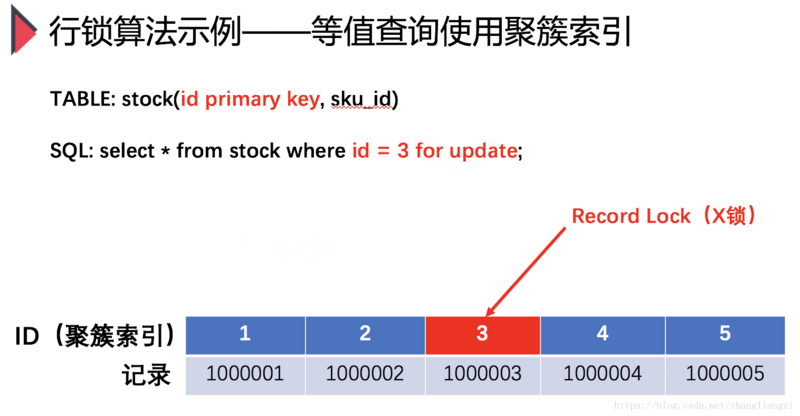 行锁算法示例——等值查询使用聚簇索引
TABLE: stock(id primary key, sku_id)
SQL: select * from stock where id = 3 for update;
Record Lock（X锁）
ID（聚簇索引） 1 2 3 4 5
记录 1000001 1000002 1000003 1000004 1000005
https://blog.csdn.net/zhangliangzi